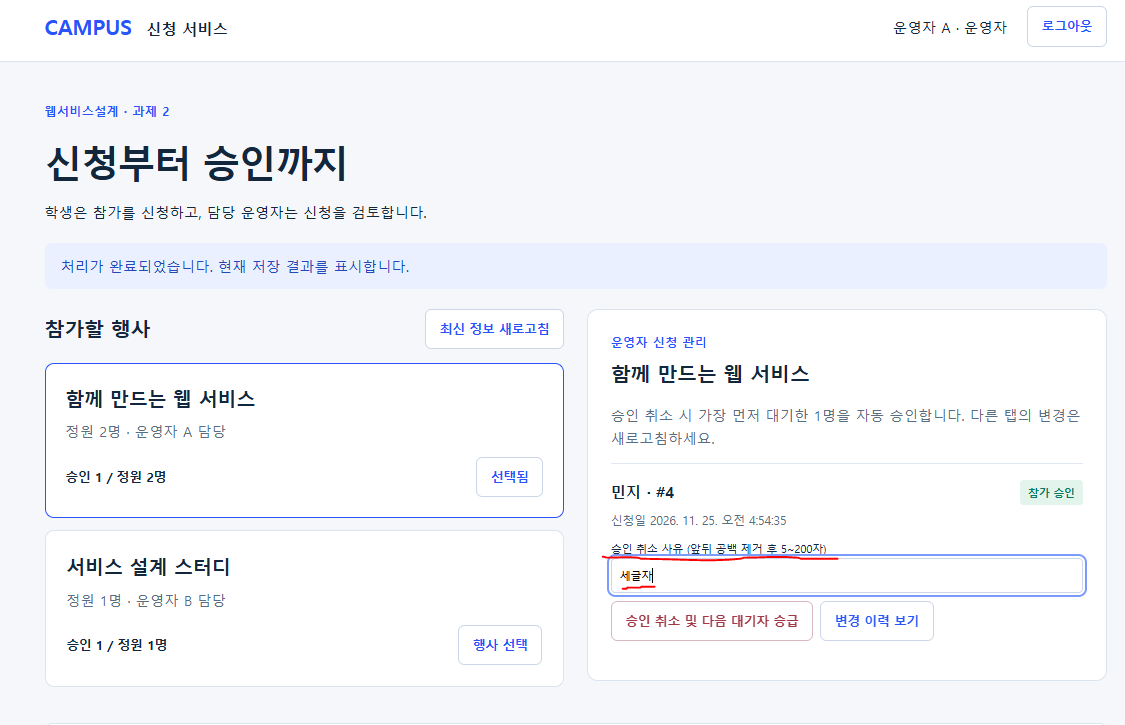 CAMPUS 신청 서비스
운영자 A · 운영자
로그아웃
웹서비스설계 · 과제 2
신청부터 승인까지
학생은 참가를 신청하고, 담당 운영자는 신청을 검토합니다.
처리가 완료되었습니다. 현재 저장 결과를 표시합니다.
참가할 행사
최신 정보 새로고침
함께 만드는 웹 서비스
정원 2명 · 운영자 A 담당
승인 1 / 정원 2명
선택됨
서비스 설계 스터디
정원 1명 · 운영자 B 담당
승인 1 / 정원 1명
행사 선택
운영자 신청 관리
함께 만드는 웹 서비스
승인 취소 시 가장 먼저 대기한 1명을 자동 승인합니다. 다른 탭의 변경은
새로고침하세요.
민지 · #4
참가 승인
신청일 2026. 11. 25. 오전 4:54:35
승인 취소 사유 (앞뒤 공백 제거 후 5~200자)
세글자
승인 취소 및 다음 대기자 승급
변경 이력 보기